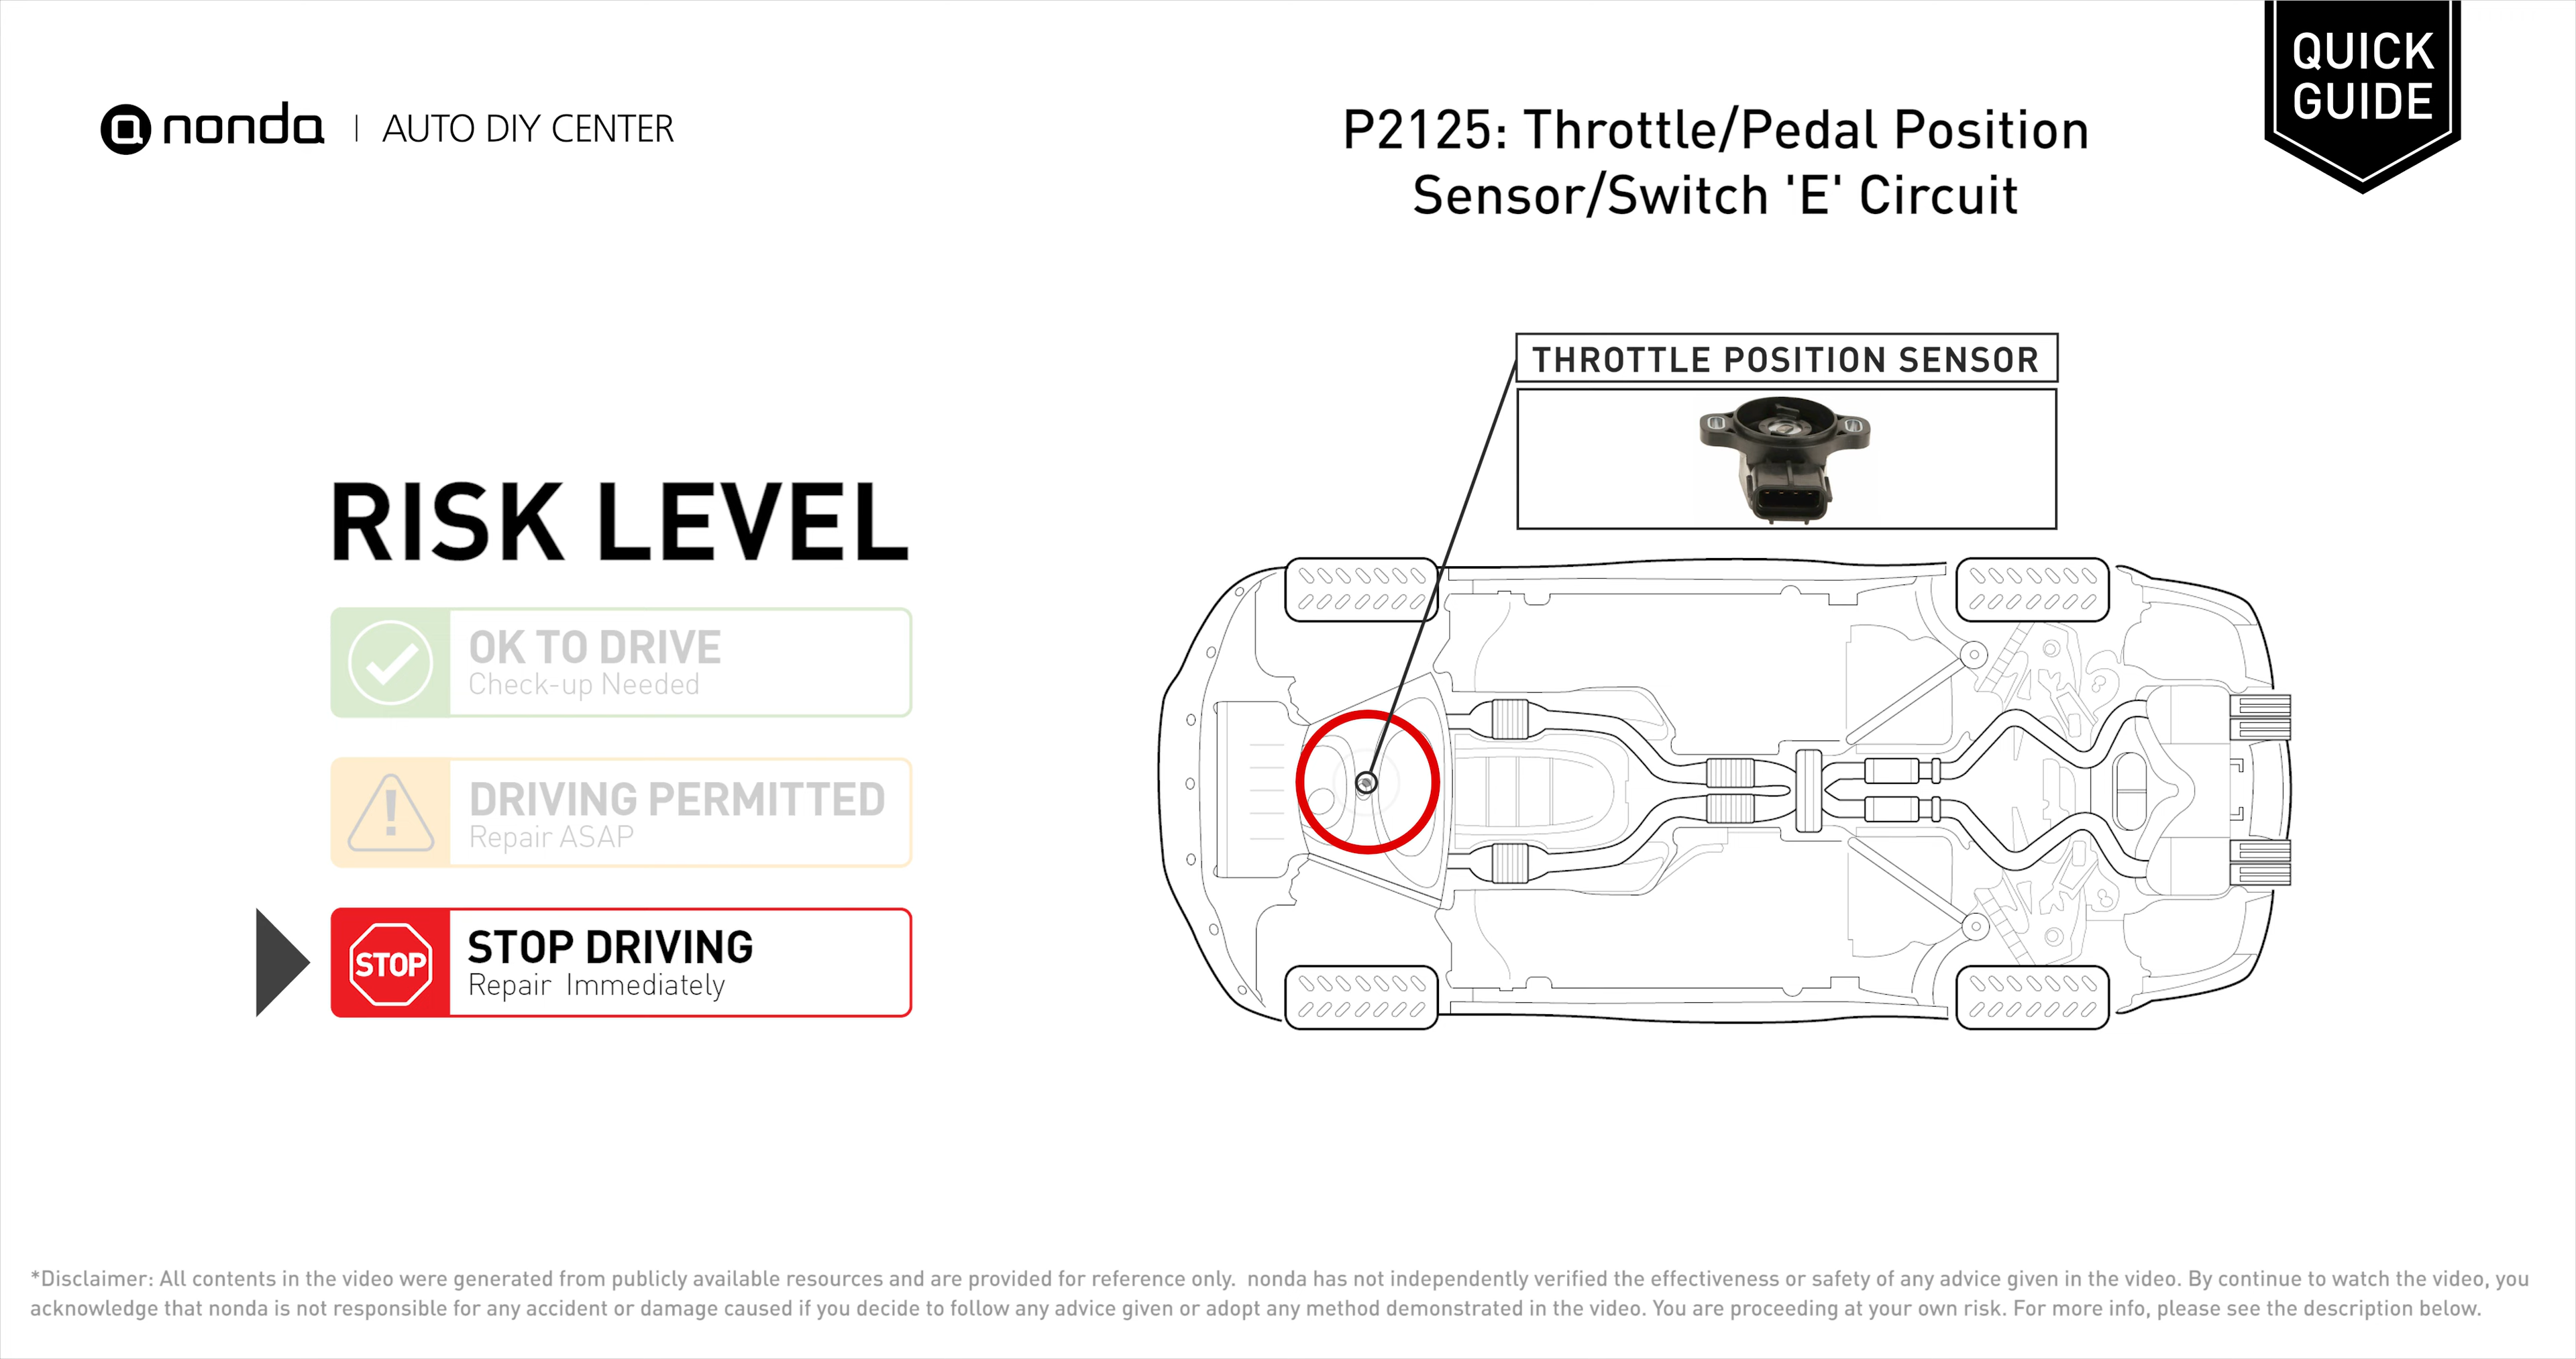 nonda | AUTO DIY CENTER
P2125: Throttle/Pedal Position
Sensor/Switch 'E' Circuit
QUICK
GUIDE
THROTTLE POSITION SENSOR
RISK LEVEL
OK TO DRIVE
Check-up Needed
DRIVING PERMITTED
Repair ASAP
STOP
STOP DRIVING
Repair Immediately
*Disclaimer: All contents in the video were generated from publicly available resources and are provided for reference only. nonda has not independently verified the effectiveness or safety of any advice given in the video. By continue to watch the video, you
acknowledge that nonda is not responsible for any accident or damage caused if you decide to follow any advice given or adopt any method demonstrated in the video. You are proceeding at your own risk. For more info, please see the description below.